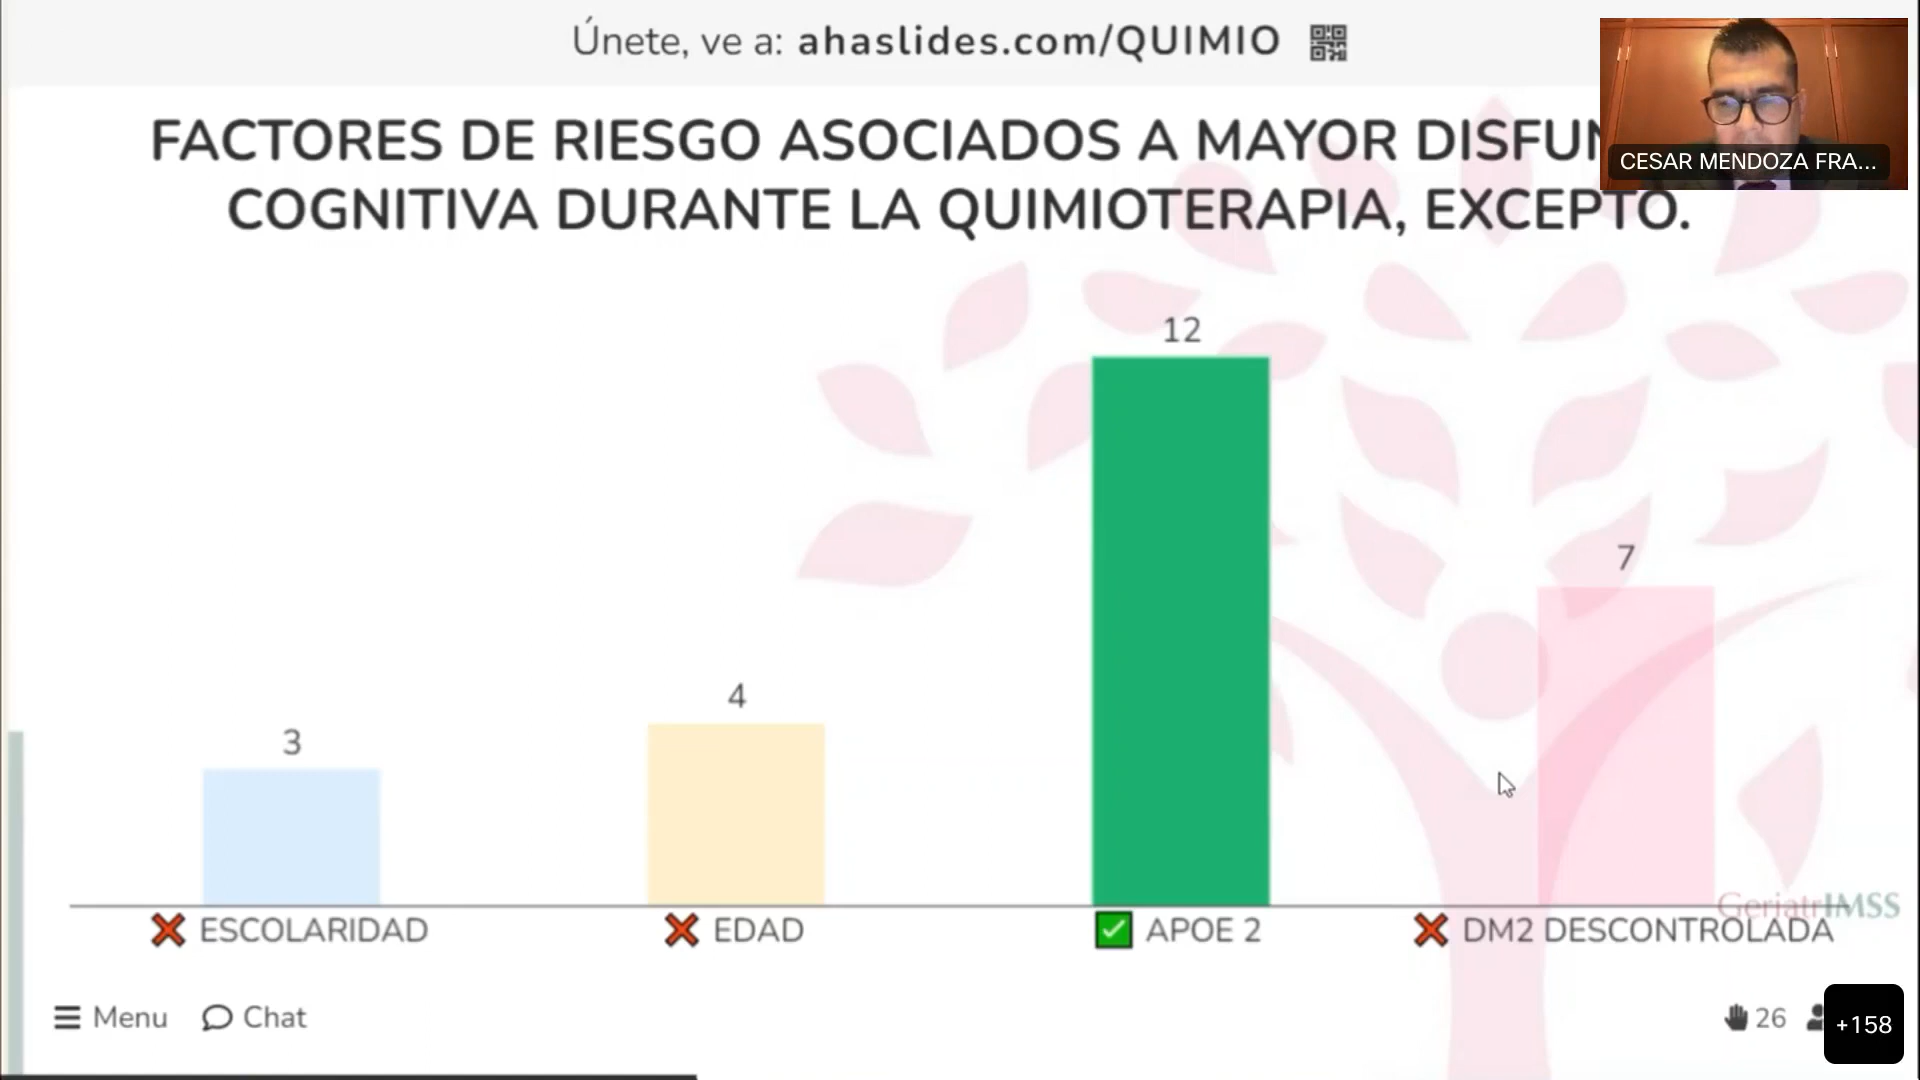 Únete, ve a: ahaslides.com/QUIMIO
FACTORES DE RIESGO ASOCIADOS A MAYOR DISFUN
COGNITIVA DURANTE LA QUIMIOTERAPIA, EXCEPTO.
CESAR MENDOZA FRA...
12
7
4
3
GeriatrIMSS
ESCOLARIDAD
EDAD
APOE 2
DM2 DESCONTROLADA
Menu
Chat
26
+158